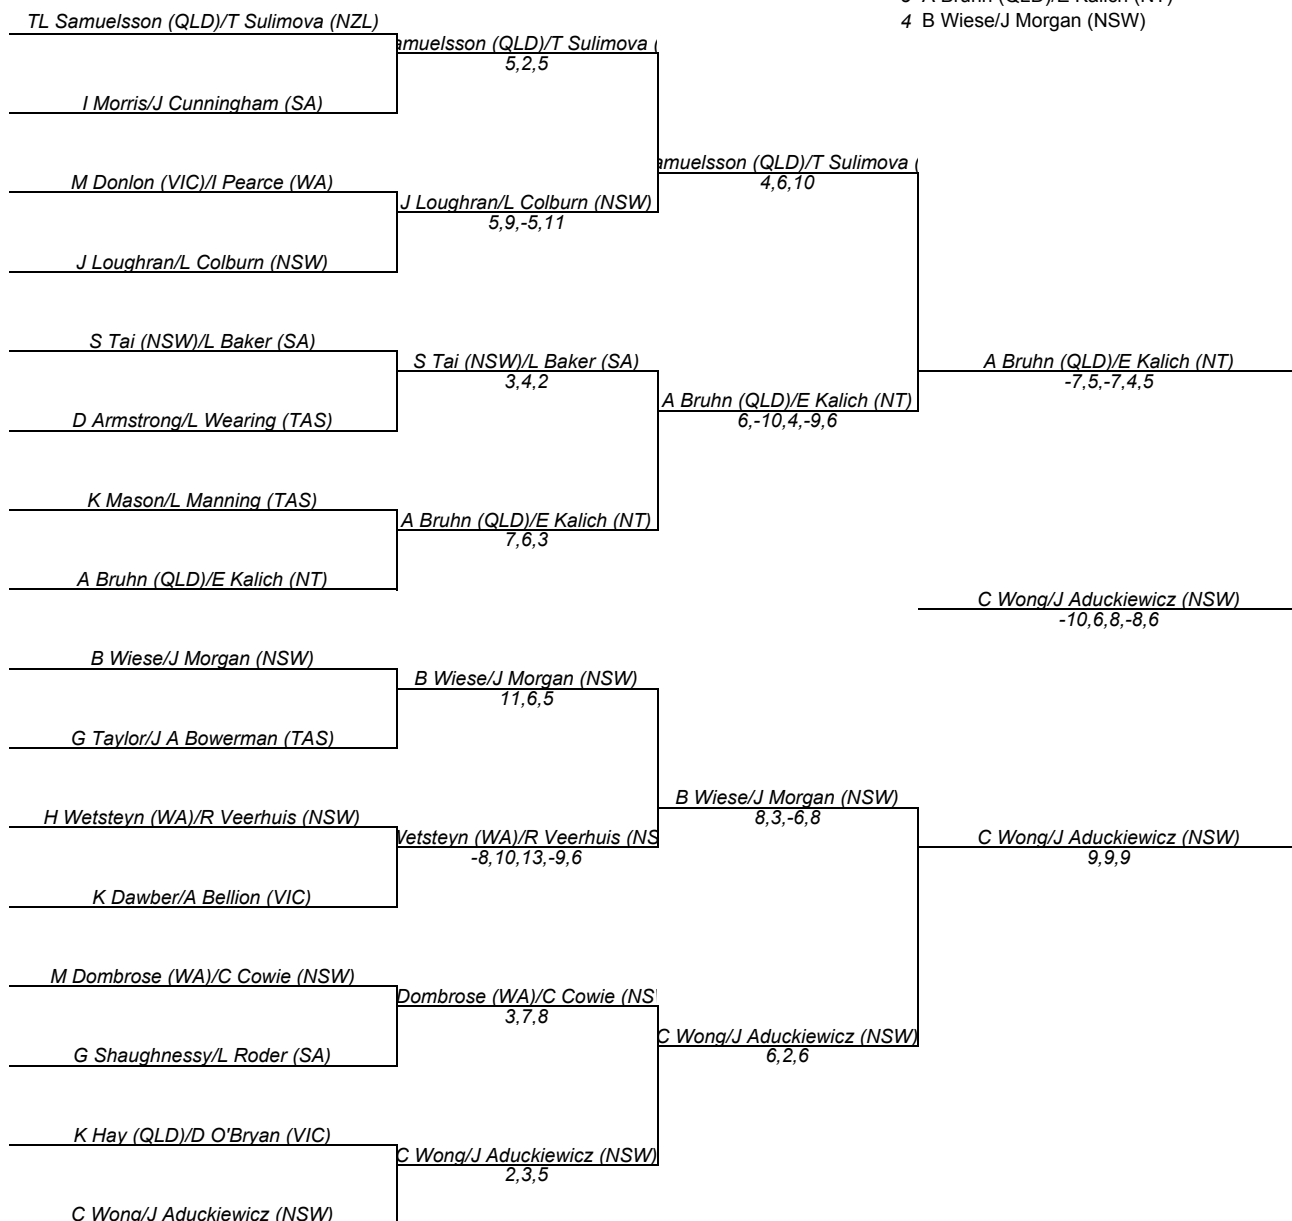 4 B Wiese/J Morgan (NSW)
TL Samuelsson (QLD)/T Sulimova (NZL)
amuelsson (QLD)/T Sulimova (
5,2,5
I Morris/J Cunningham (SA)
amuelsson (QLD)/T Sulimova (
4,6,10
M Donlon (VIC)/I Pearce (WA)
J Loughran/L Colburn (NSW)
5,9,-5,11
J Loughran/L Colburn (NSW)
S Tai (NSW)/L Baker (SA)
S Tai (NSW)/L Baker (SA)
3,4,2
A Bruhn (QLD)/E Kalich (NT)
-7,5,-7,4,5
A Bruhn (QLD)/E Kalich (NT)
6,-10,4,-9,6
D Armstrong/L Wearing (TAS)
K Mason/L Manning (TAS)
A Bruhn (QLD)/E Kalich (NT)
7,6,3
A Bruhn (QLD)/E Kalich (NT)
C Wong/J Aduckiewicz (NSW)
-10,6,8,-8,6
B Wiese/J Morgan (NSW)
B Wiese/J Morgan (NSW)
11,6,5
G Taylor/J A Bowerman (TAS)
B Wiese/J Morgan (NSW)
8,3,-6,8
H Wetsteyn (WA)/R Veerhuis (NSW)
Wetsteyn (WA)/R Veerhuis (NS
-8,10,13,-9,6
C Wong/J Aduckiewicz (NSW)
9,9,9
K Dawber/A Bellion (VIC)
M Dombrose (WA)/C Cowie (NSW)
Dombrose (WA)/C Cowie (NS
3,7,8
C Wong/J Aduckiewicz (NSW)
6,2,6
G Shaughnessy/L Roder (SA)
K Hay (QLD)/D O'Bryan (VIC)
C Wong/J Aduckiewicz (NSW)
2,3,5
C Wong/J Aduckiewicz (NSW)